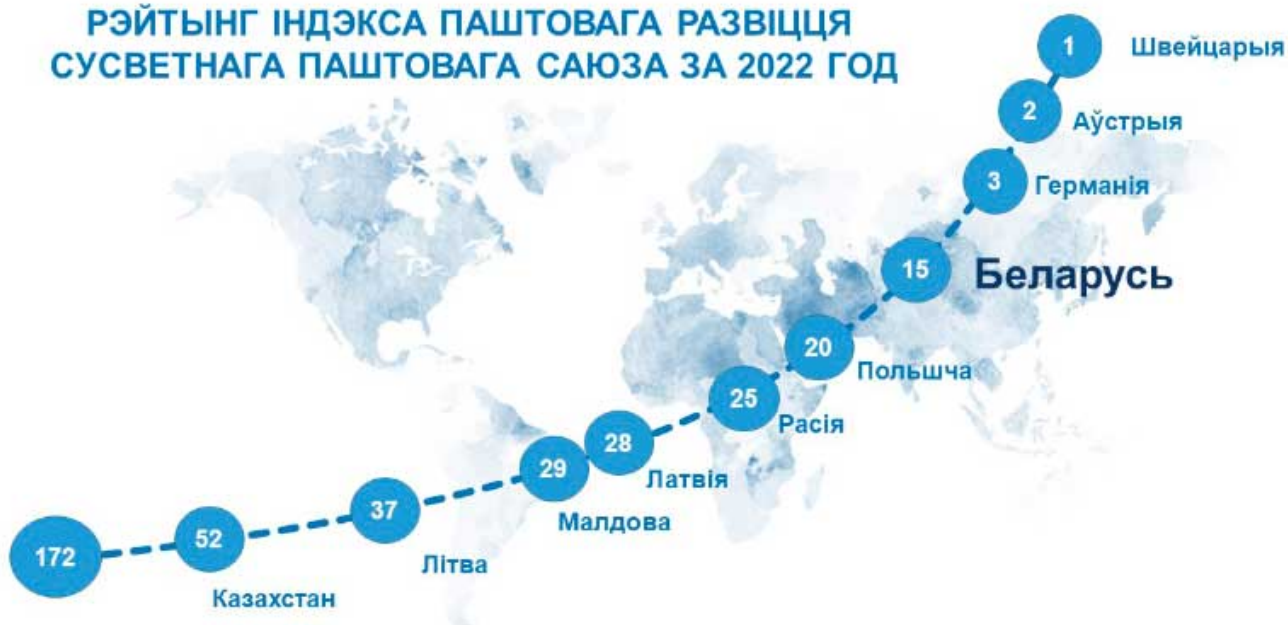 РЭЙТЫНГ ІНДЭКСА ПАШТОВАГА РАЗВІЦЦЯ
СУСВЕТНАГА ПАШТОВАГА САЮЗА ЗА 2022 ГОД
1 Швейцарыя
2 Аўстрыя
3 Германія
15 Беларусь
20 Польшча
25 Расія
28 Латвія
29 Малдова
37 Літва
52 Казахстан
172